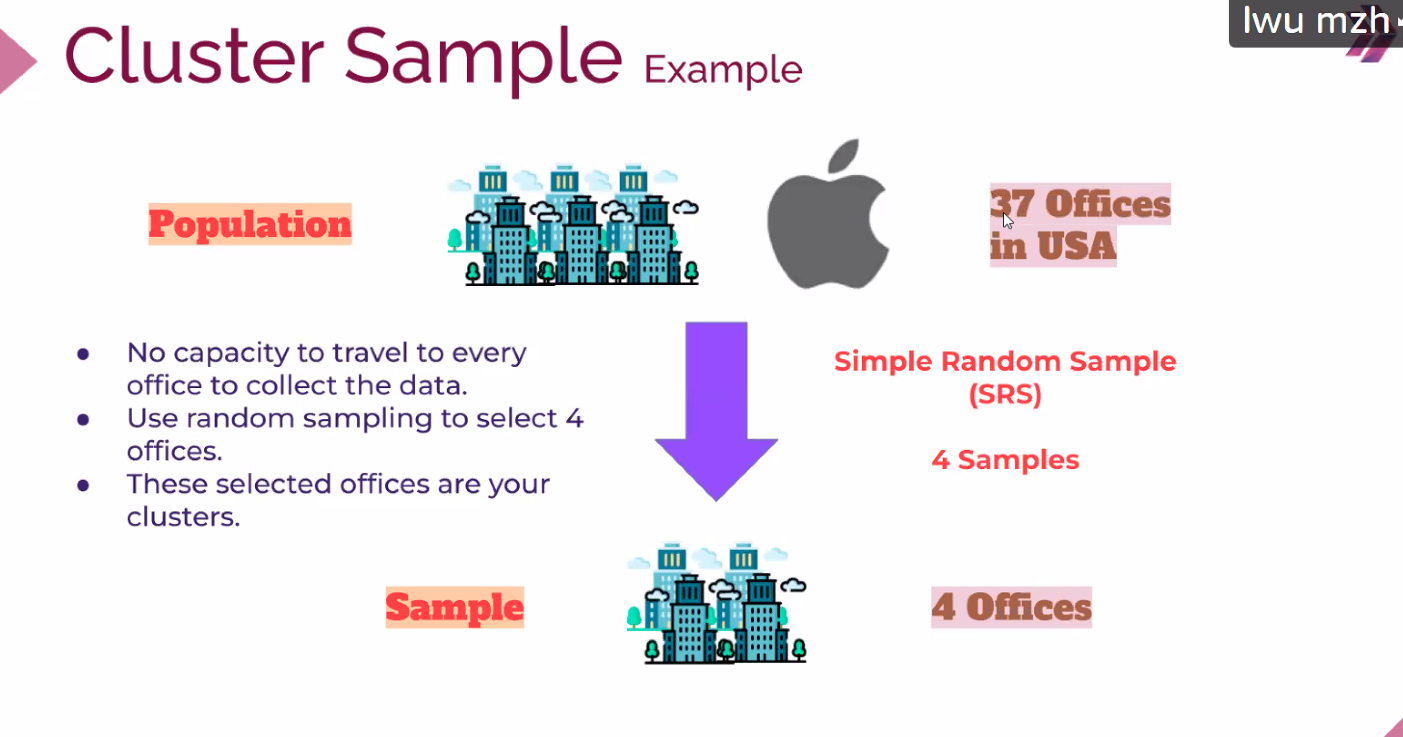 lwu mzh
Cluster Sample Example
Population
37 Offices
in USA
● No capacity to travel to every
office to collect the data.
● Use random sampling to select 4
offices.
● These selected offices are your
clusters.
Simple Random Sample
(SRS)
4 Samples
Sample
4 Offices